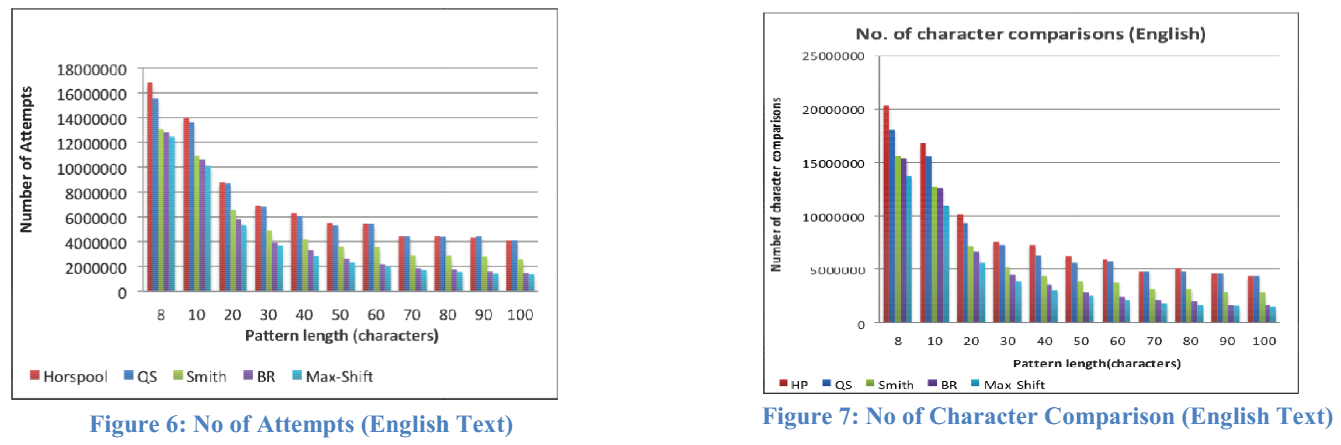 18000000
16000000
14000000
12000000
10000000
8000000
6000000
4000000
2000000
0
Number of Attempts
8 10 20 30 40 50 60 70 80 90 100
Pattern length (characters)
Horspool QS Smith BR Max-Shift
Figure 6: No of Attempts (English Text)
No. of character comparisons (English)
25000000
20000000
15000000
10000000
5000000
0
Number of character comparisons
8 10 20 30 40 50 60 70 80 90 100
Pattern length(characters)
HP QS Smith BR Max Shift
Figure 7: No of Character Comparison (English Text)